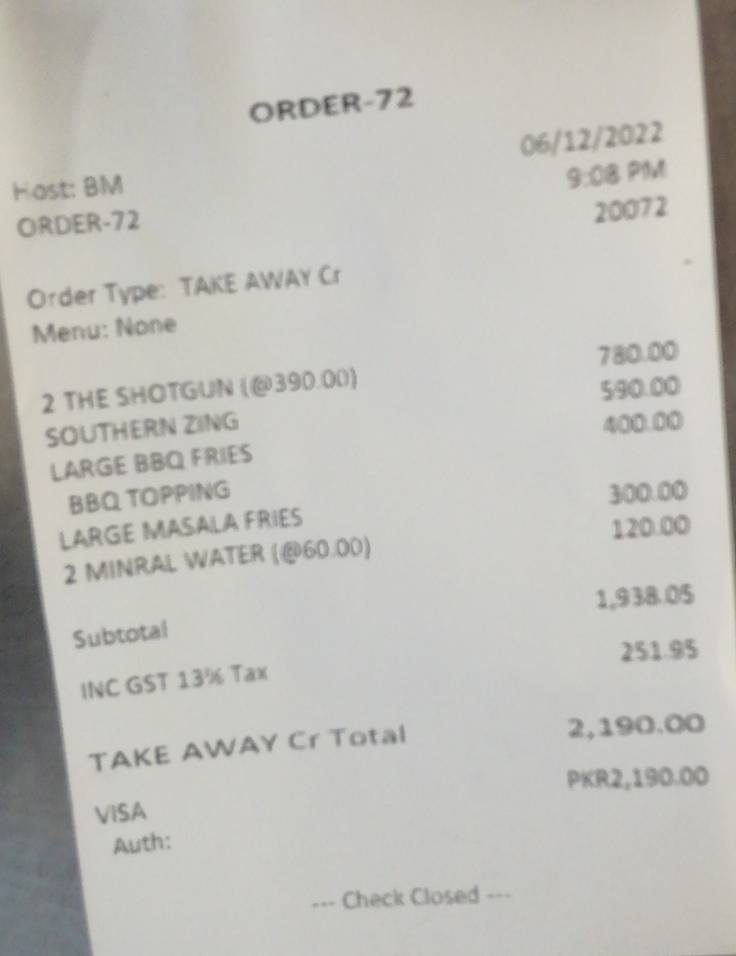 ORDER-72
06/12/2022
Host: BM 9:08 PM
ORDER-72 20072
Order Type: TAKE AWAY Cr
Menu: None
2 THE SHOTGUN (@390.00) 780.00
SOUTHERN ZING 590.00
LARGE BBQ FRIES 400.00
BBQ TOPPING
LARGE MASALA FRIES 300.00
2 MINRAL WATER (@60.00) 120.00
Subtotal 1,938.05
INC GST 13% Tax 251.95
TAKE AWAY Cr Total 2,190.00
VISA PKR2,190.00
Auth:
--- Check Closed ---